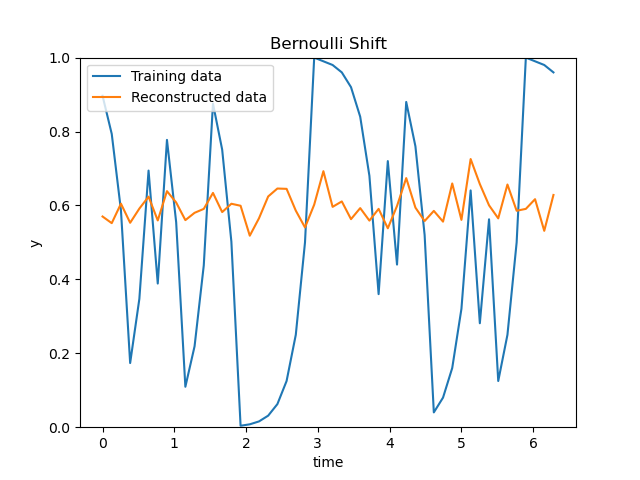 Bernoulli Shift
Training data
Reconstructed data
1.0
0.8
0.6
0.4
0.2
0.0
y
0 1 2 3 4 5 6
time